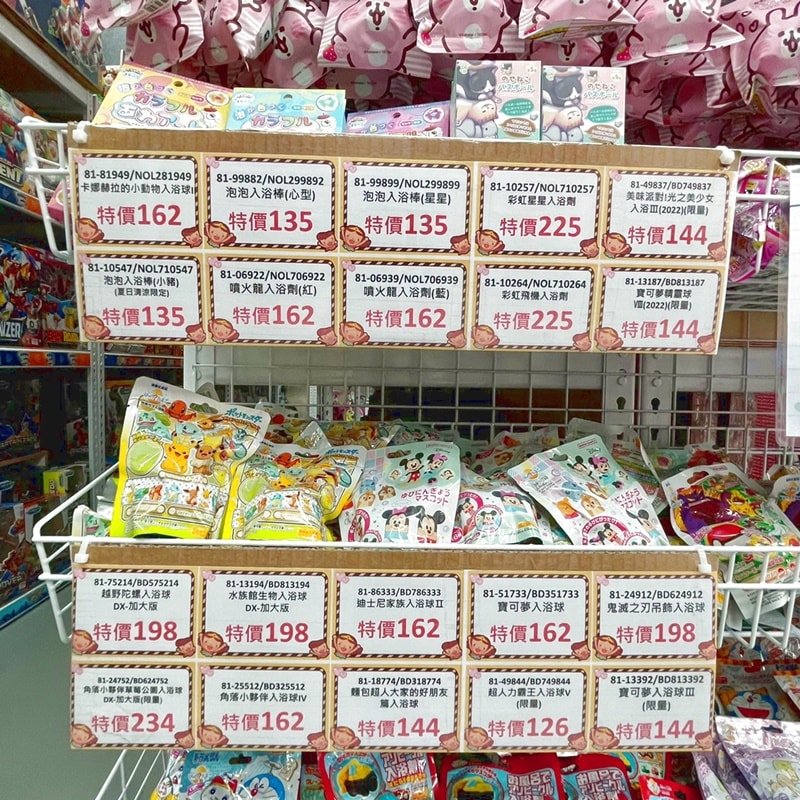 カラフル
カラフル
81-81949/NOL281949
卡娜赫拉的小動物入浴球I
特價162
81-99882/NOL299892
泡泡入浴棒(心型)
特價135
81-99899/NOL299899
泡泡入浴棒(星星)
特價135
81-10257/NOL710257
彩虹星星入浴劑
特價225
81-49837/BD749837
美味派對!光之美少女
入浴Ⅲ(2022)(限量)
特價144
81-10547/NOL710547
泡泡入浴棒(小豬)
(夏日清涼限定)
特價135
81-06922/NOL706922
噴火龍入浴劑(紅)
特價162
81-06939/NOL706939
噴火龍入浴劑(藍)
特價162
81-10264/NOL710264
彩虹飛機入浴劑
特價225
81-13187/BD813187
寶可夢精靈球
Ⅷ(2022)(限量)
特價144
81-75214/BD575214
越野陀螺入浴球
DX-加大版
特價198
81-13194/BD813194
水族館生物入浴球
DX-加大版
特價198
81-86333/BD786333
迪士尼家族入浴球Ⅱ
特價162
81-51733/BD351733
寶可夢入浴球
特價162
81-24912/BD624912
鬼滅之刃吊飾入浴球
特價198
81-24752/BD624752
角落小夥伴草莓公園入浴球
DX-加大版(限量)
特價234
81-25512/BD325512
角落小夥伴入浴球IV
特價162
81-18774/BD318774
麵包超人大家的好朋友
篇入浴球
特價144
81-49844/BD749844
超人力霸王入浴球V
(限量)
特價126
81-13392/BD813392
寶可夢入浴球Ⅲ
(限量)
特價144